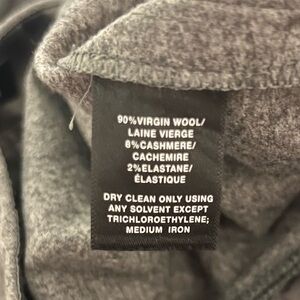 90%VIRGIN WOOL/
LAINE VIERGE
8%CASHMERE/
CACHEMIRE
2%ELASTANE/
ÉLASTIQUE
DRY CLEAN ONLY USING
ANY SOLVENT EXCEPT
TRICHLOROETHYLENE;
MEDIUM IRON